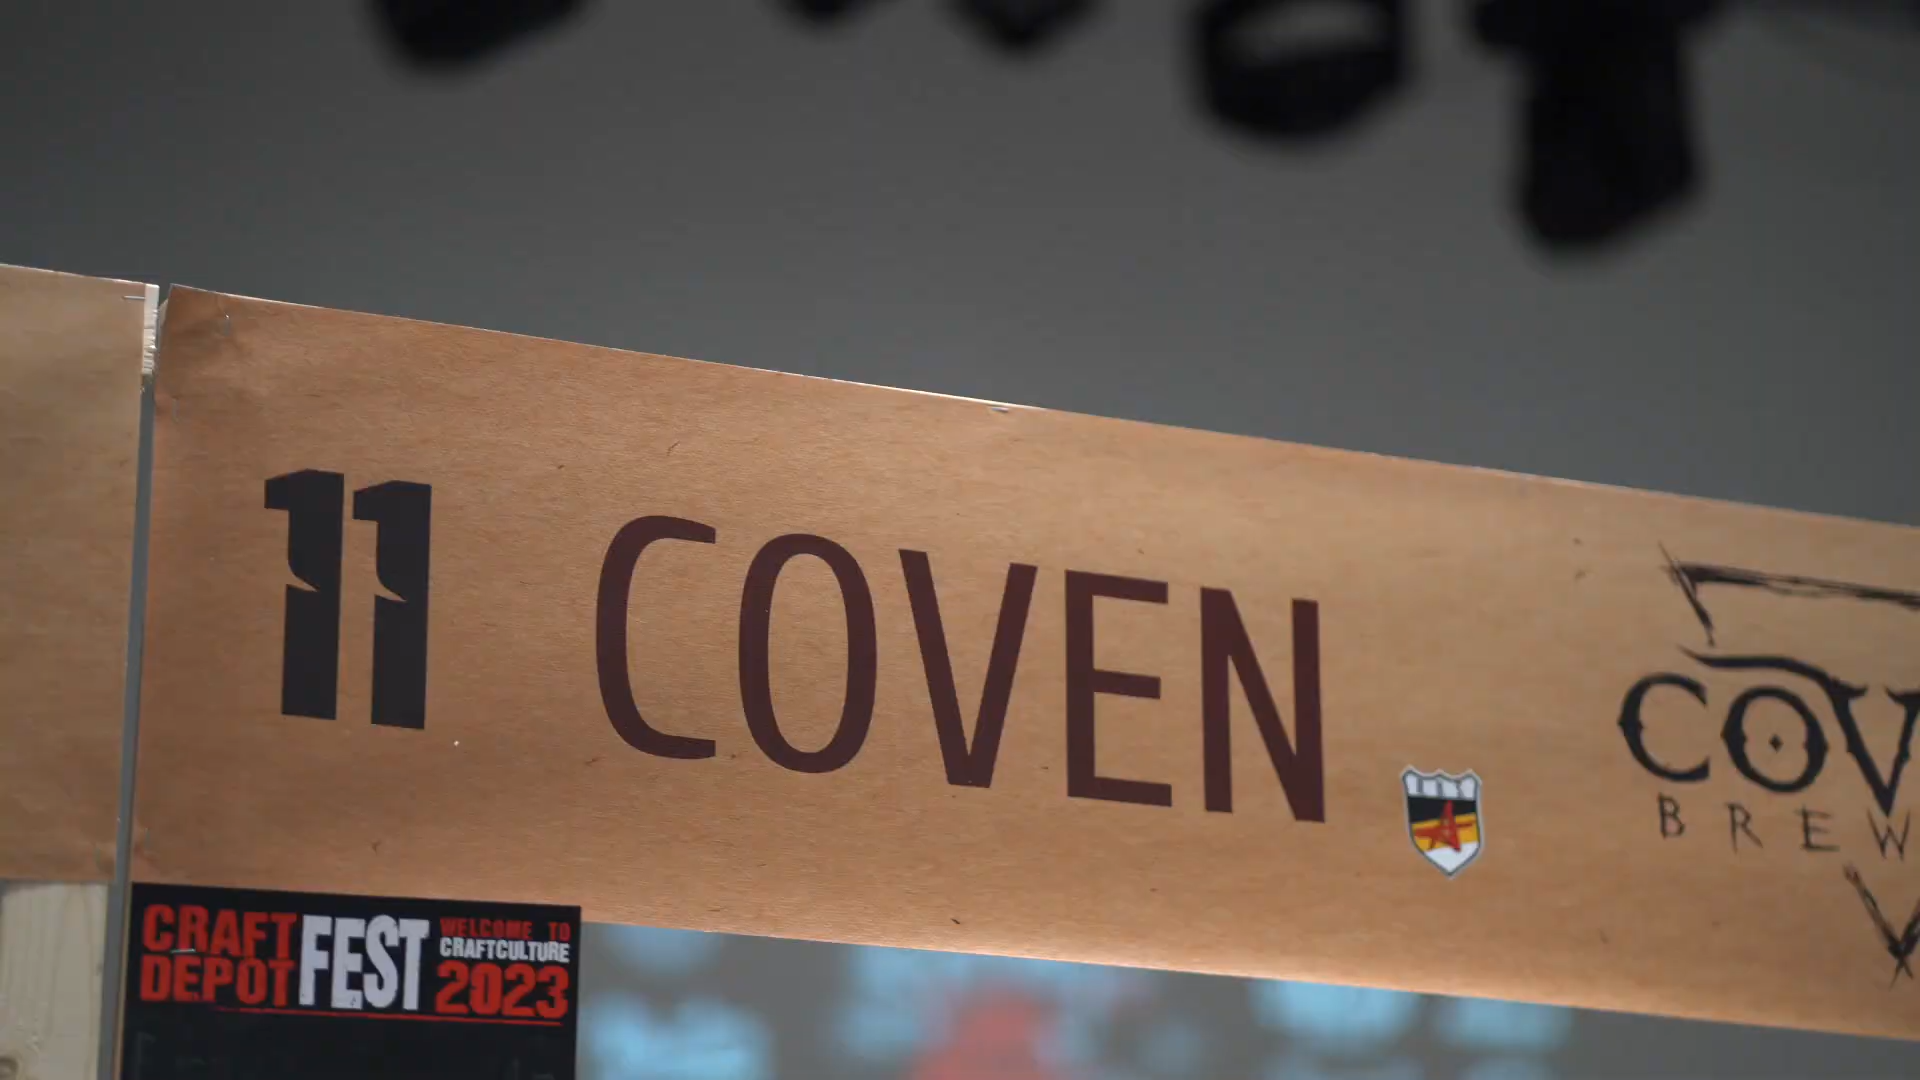 11 COVEN
COV
BREW
CRAFT DEPOT FEST
WELCOME TO
CRAFTCULTURE
2023